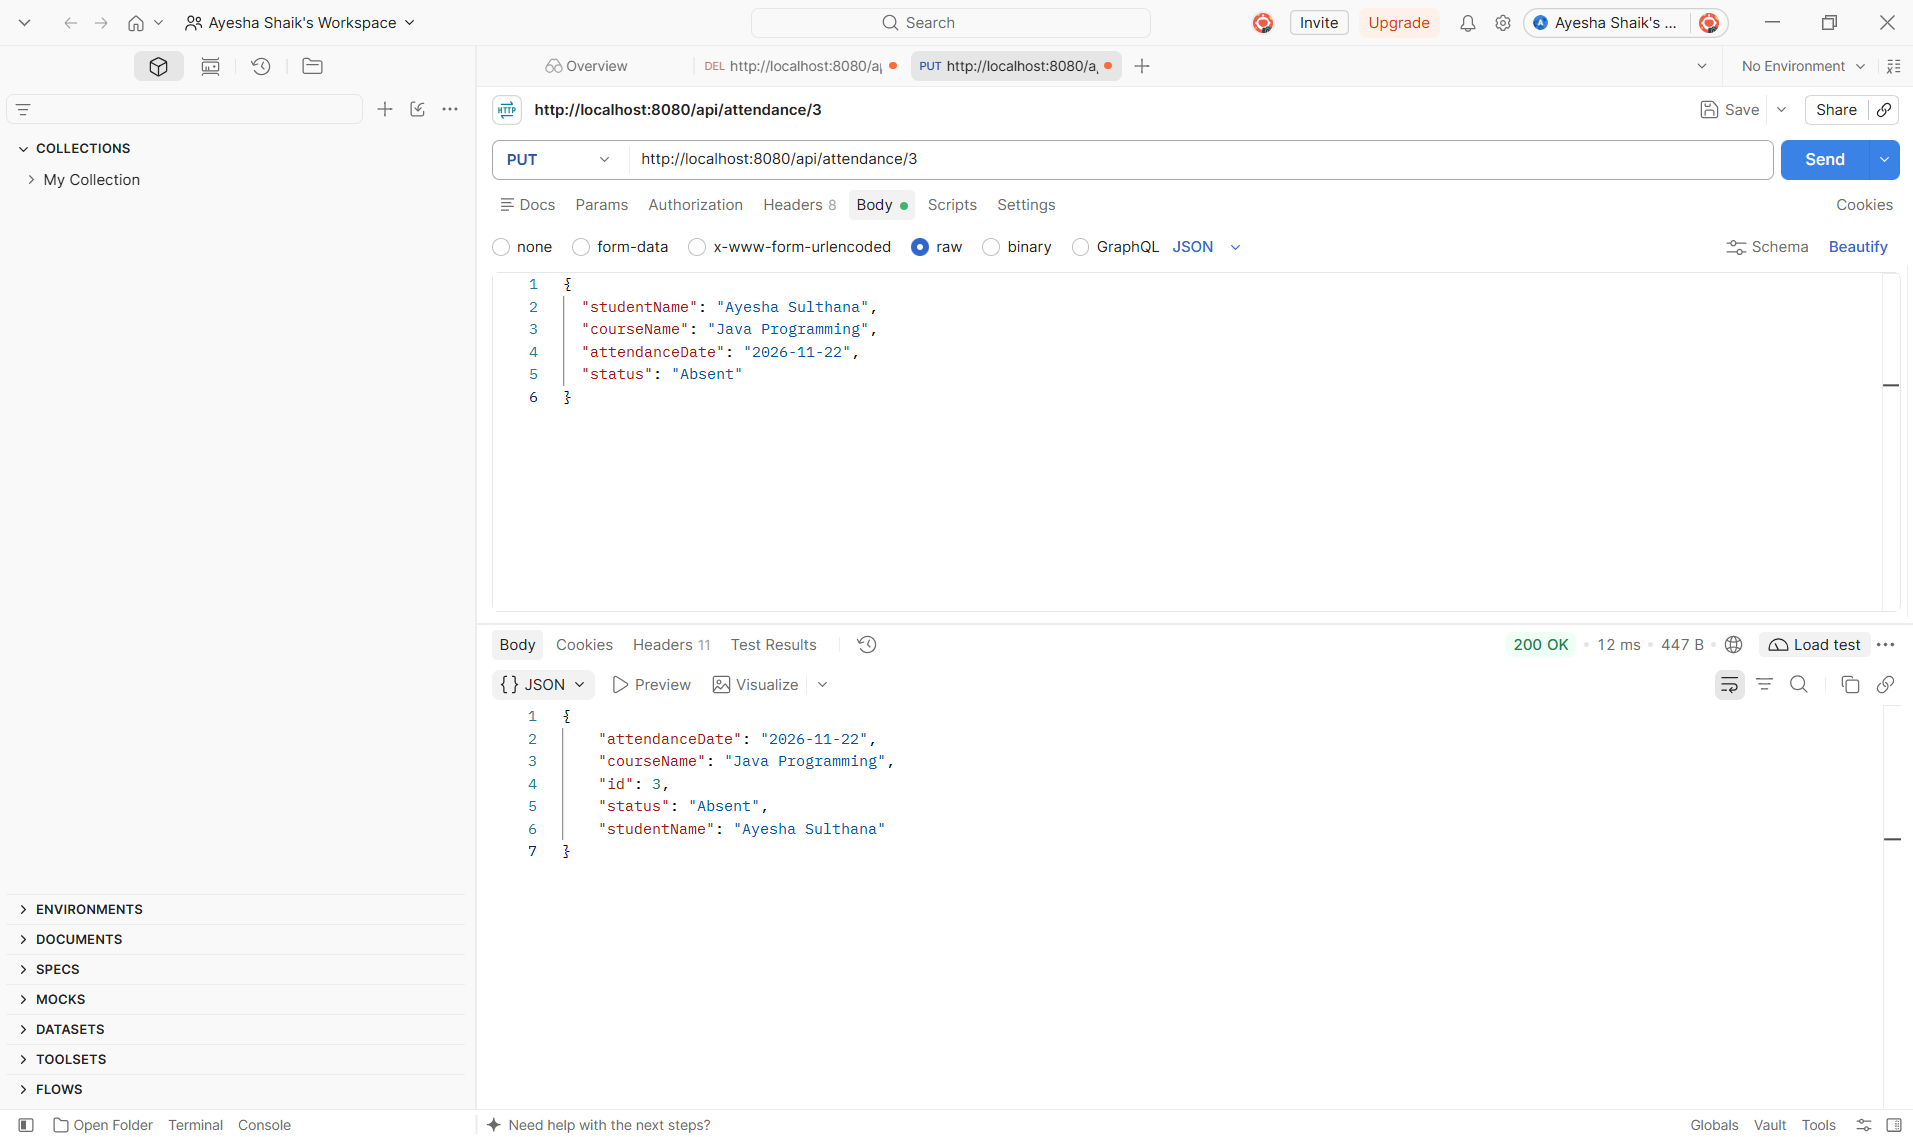 Ayesha Shaik's Workspace
Search
Invite
Upgrade
Ayesha Shaik's ...
Overview
DEL http://localhost:8080/a
PUT http://localhost:8080/a
No Environment
HTTP http://localhost:8080/api/attendance/3
Save
Share
COLLECTIONS
My Collection
PUT
http://localhost:8080/api/attendance/3
Send
Docs
Params
Authorization
Headers 8
Body
Scripts
Settings
Cookies
none
form-data
x-www-form-urlencoded
raw
binary
GraphQL
JSON
Schema
Beautify
1 {
2 "studentName": "Ayesha Sulthana",
3 "courseName": "Java Programming",
4 "attendanceDate": "2026-11-22",
5 "status": "Absent"
6 }
Body
Cookies
Headers 11
Test Results
200 OK
12 ms
447 B
Load test
{} JSON
Preview
Visualize
1 {
2 "attendanceDate": "2026-11-22",
3 "courseName": "Java Programming",
4 "id": 3,
5 "status": "Absent",
6 "studentName": "Ayesha Sulthana"
7 }
ENVIRONMENTS
DOCUMENTS
SPECS
MOCKS
DATASETS
TOOLSETS
FLOWS
Open Folder
Terminal
Console
Need help with the next steps?
Globals
Vault
Tools